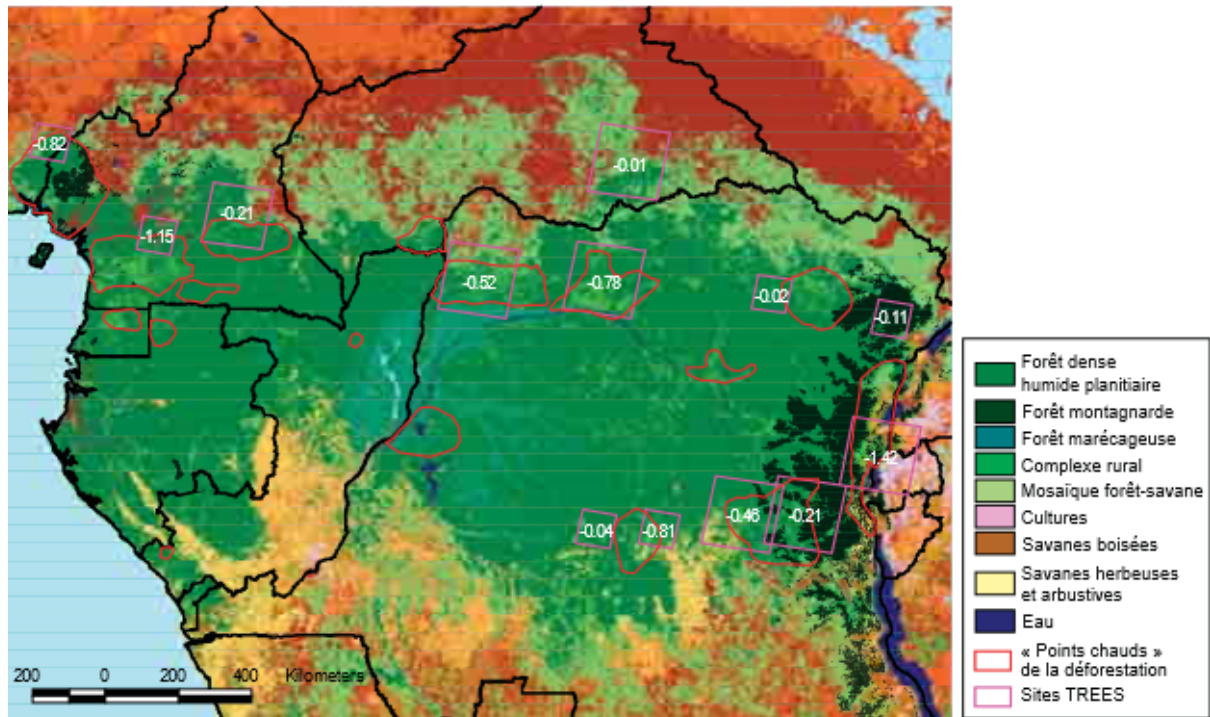 -0.82
-0.01
-0.21
-1.15
-0.52
-0.78
-0.02
-0.11
-1.42
-0.46
-0.21
-0.04
-0.81
200 0 200 400 Kilometers
Forêt dense
humide planitiaire
Forêt montagnarde
Forêt marécageuse
Complexe rural
Mosaïque forêt-savane
Cultures
Savanes boisées
Savanes herbeuses
et arbustives
Eau
« Points chauds »
de la déforestation
Sites TREES